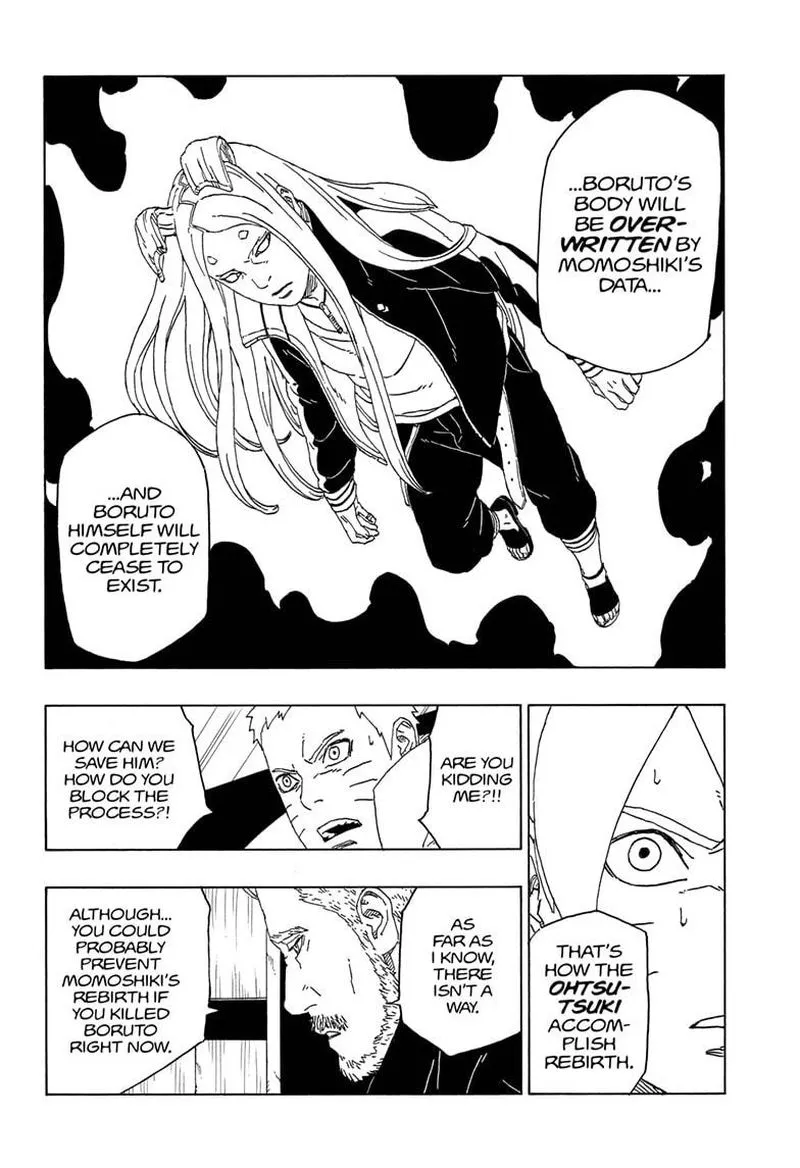 ...BORUTO'S
BODY WILL
BE OVER-
WRITTEN BY
MOMOSHIKI'S
DATA...
...AND
BORUTO
HIMSELF WILL
COMPLETELY
CEASE TO
EXIST.
THAT'S
HOW THE
OHTSU-
TSUKI
ACCOM-
PLISH
REBIRTH.
ARE YOU
KIDDING
ME?!!
HOW CAN WE
SAVE HIM?
HOW DO YOU
BLOCK THE
PROCESS?!
AS
FAR AS
I KNOW,
THERE
ISN'T A
WAY.
ALTHOUGH...
YOU COULD
PROBABLY
PREVENT
MOMOSHIKI'S
REBIRTH IF
YOU KILLED
BORUTO
RIGHT NOW.